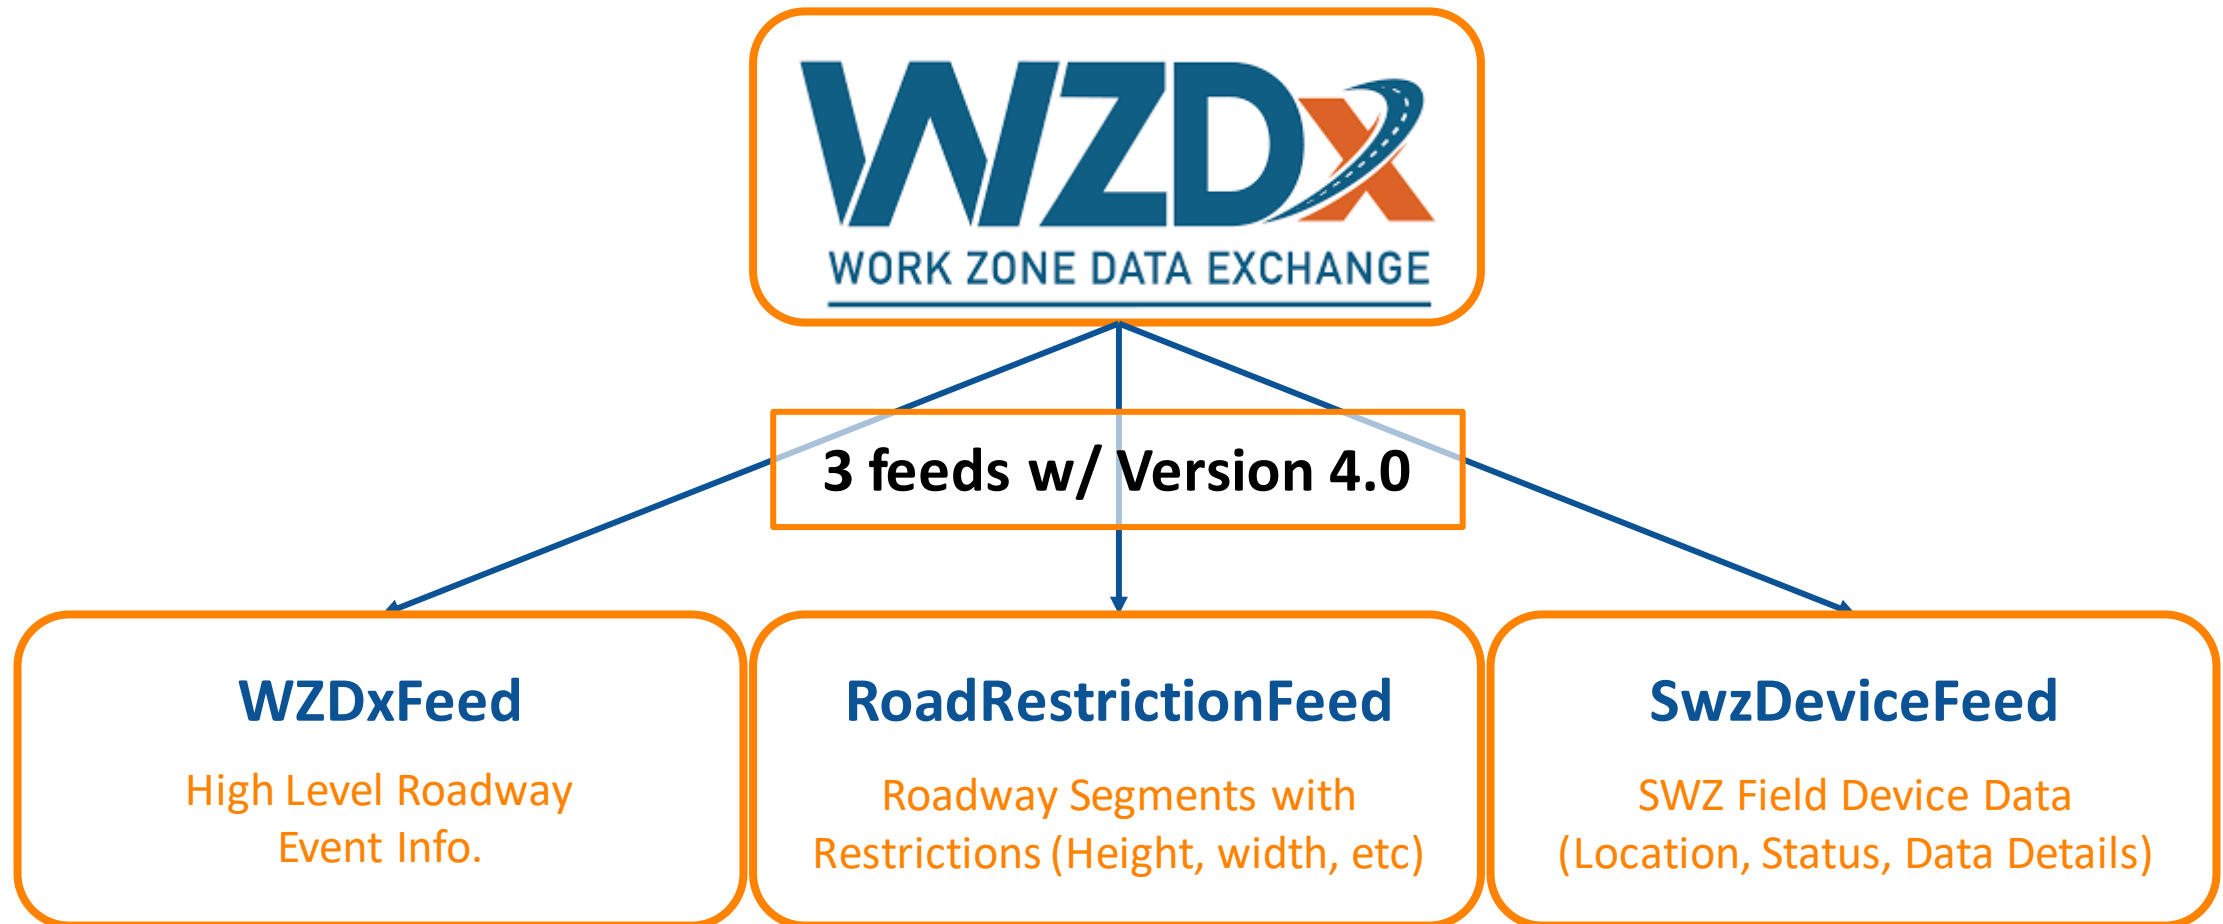 WZDx
WORK ZONE DATA EXCHANGE
3 feeds w/ Version 4.0
WZDxFeed
High Level Roadway
Event Info.
RoadRestrictionFeed
Roadway Segments with
Restrictions (Height, width, etc)
SwzDeviceFeed
SWZ Field Device Data
(Location, Status, Data Details)